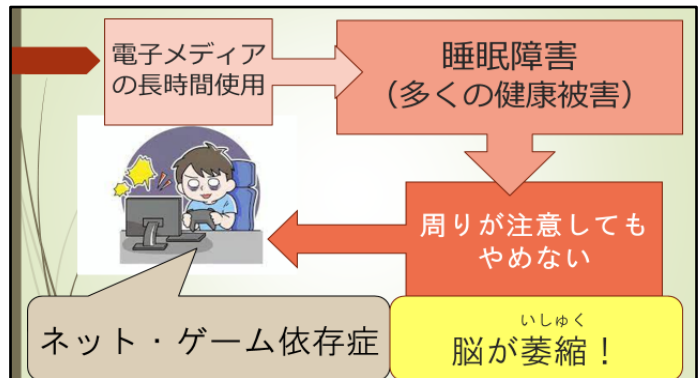 電子メディア
の長時間使用
睡眠障害
（多くの健康被害）
周りが注意しても
やめない
ネット・ゲーム依存症
いしゅく
脳が萎縮！